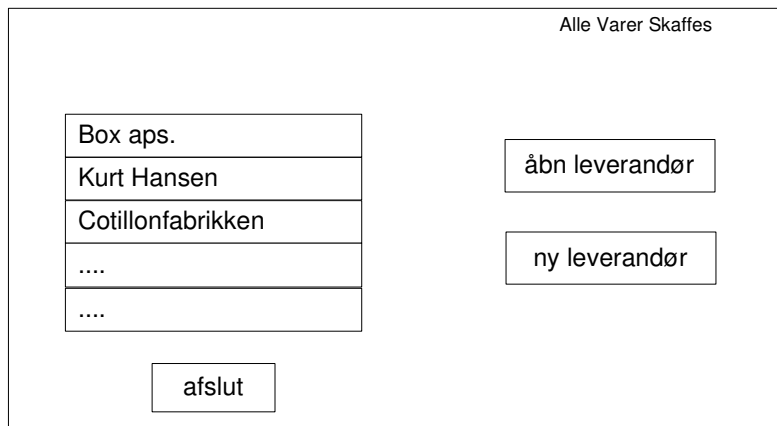 Alle Varer Skaffes
Box aps.
Kurt Hansen
Cotillonfabrikken
....
....
åbn leverandør
ny leverandør
afslut